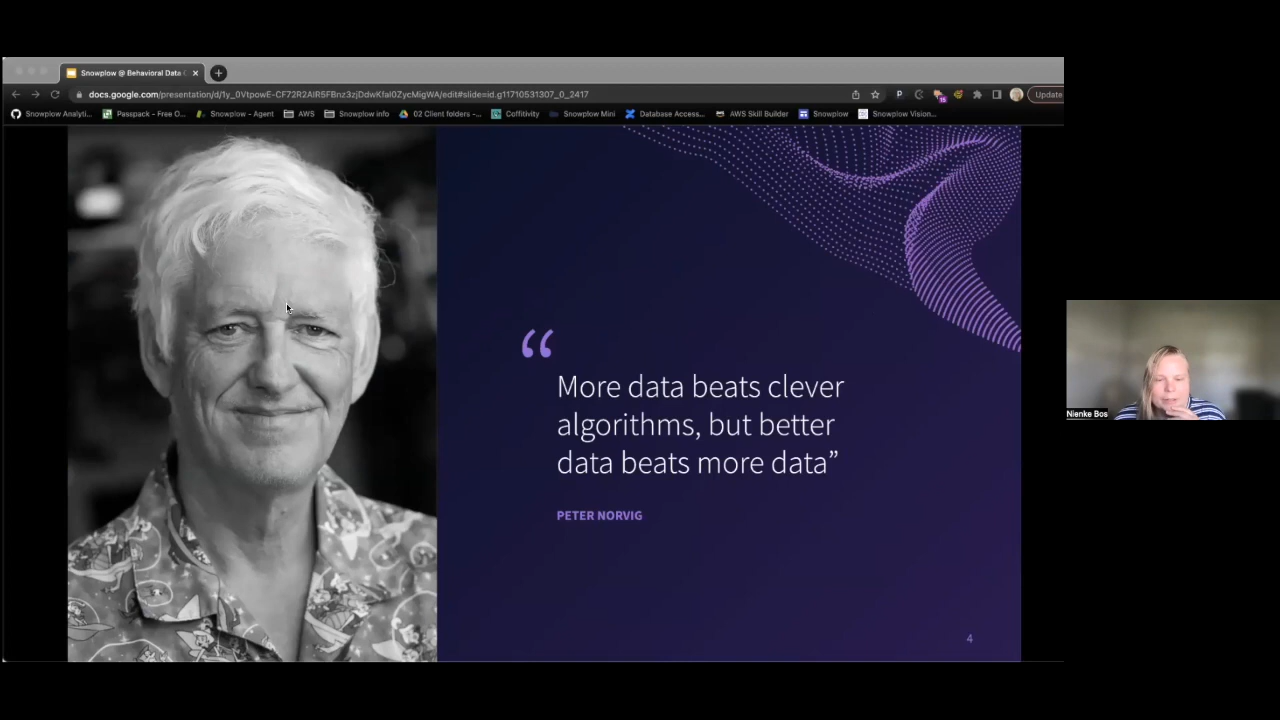 Snowplow @ Behavioral Data
docs.google.com/presentation/d/1y_0VtpowE-CF72R2AIR5FBnz3zjDdwKfaI0ZycMigWA/edit#slide=id.g11710531307_0_2417
Update
Snowplow Analyti...
Passpack - Free O...
Snowplow - Agent
AWS
Snowplow info
02 Client folders -...
Coffitivity
Snowplow Mini
Database Access...
AWS Skill Builder
Snowplow
Snowplow Vision...
“
More data beats clever
algorithms, but better
data beats more data”
PETER NORVIG
4
Nienke Bos